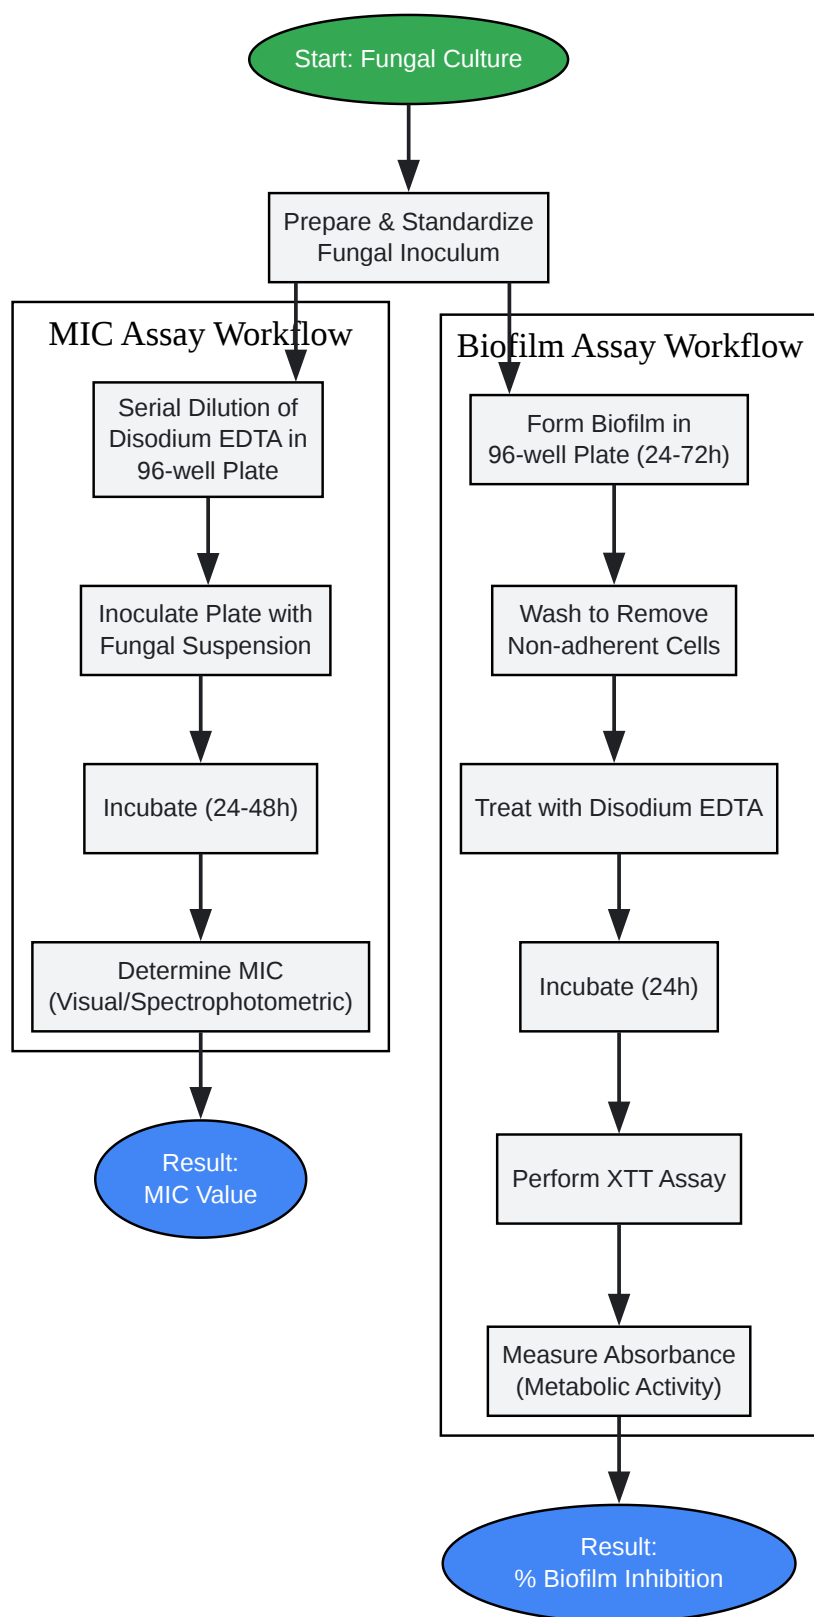 Start: Fungal Culture
Prepare & Standardize
Fungal Inoculum
MIC Assay Workflow
Serial Dilution of
Disodium EDTA in
96-well Plate
Inoculate Plate with
Fungal Suspension
Incubate (24-48h)
Determine MIC
(Visual/Spectrophotometric)
Result:
MIC Value
Biofilm Assay Workflow
Form Biofilm in
96-well Plate (24-72h)
Wash to Remove
Non-adherent Cells
Treat with Disodium EDTA
Incubate (24h)
Perform XTT Assay
Measure Absorbance
(Metabolic Activity)
Result:
% Biofilm Inhibition